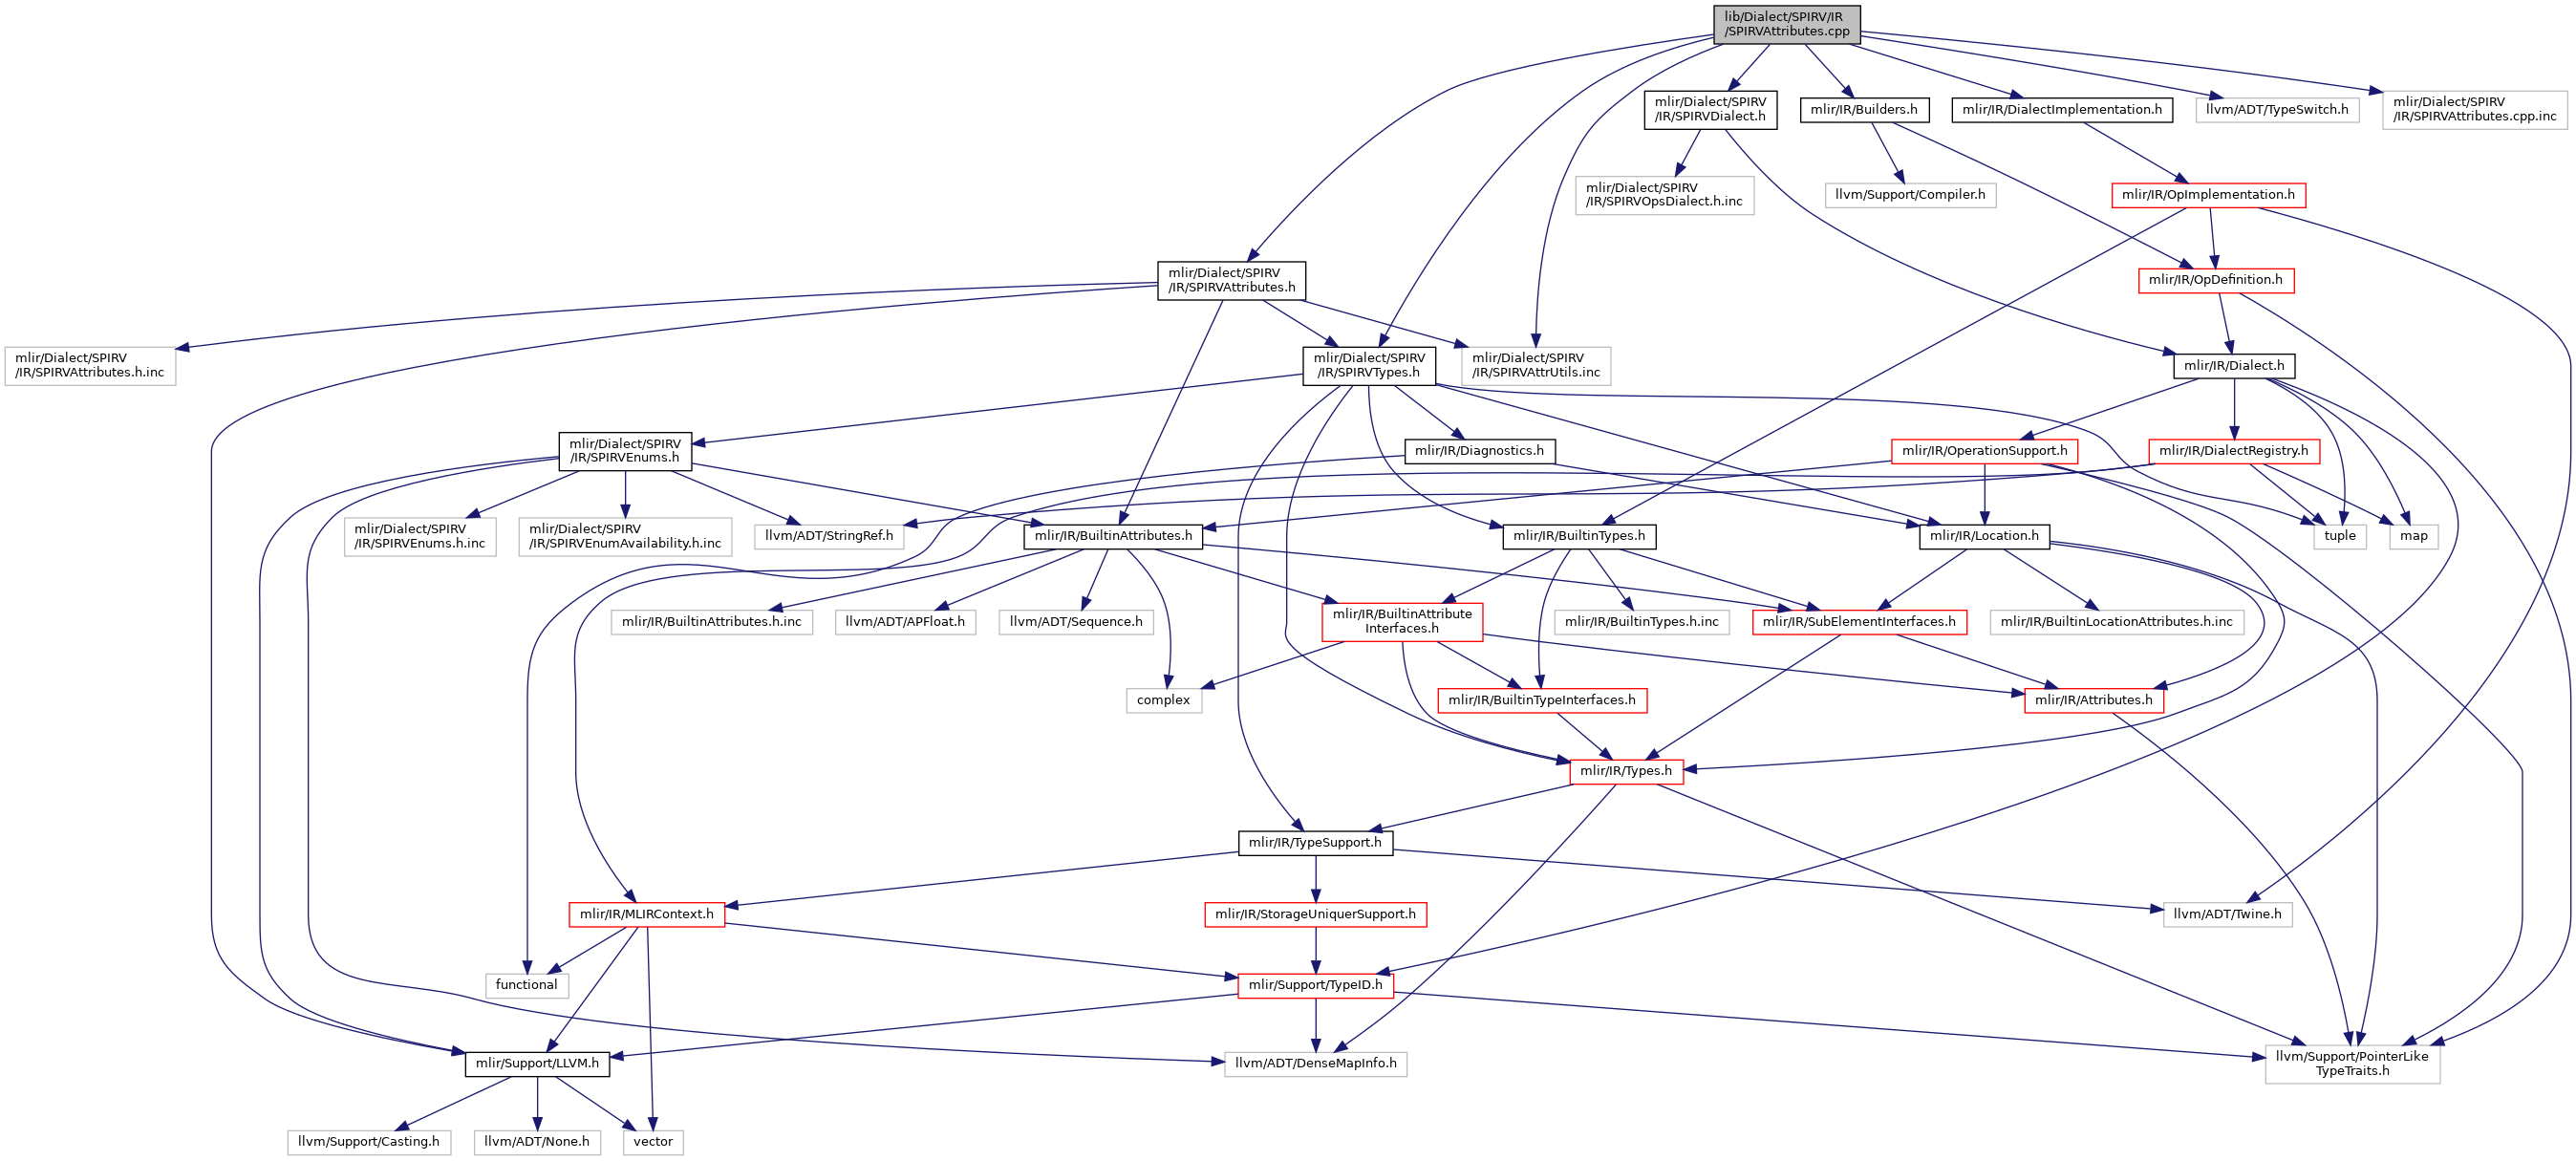 lib/Dialect/SPIRV/IR
/SPIRVAttributes.cpp
mlir/Dialect/SPIRV
/IR/SPIRVDialect.h
mlir/IR/Builders.h
mlir/IR/DialectImplementation.h
llvm/ADT/TypeSwitch.h
mlir/Dialect/SPIRV
/IR/SPIRVAttributes.cpp.inc
mlir/Dialect/SPIRV
/IR/SPIRVOpsDialect.h.inc
llvm/Support/Compiler.h
mlir/IR/OpImplementation.h
mlir/Dialect/SPIRV
/IR/SPIRVAttributes.h
mlir/IR/OpDefinition.h
mlir/Dialect/SPIRV
/IR/SPIRVAttributes.h.inc
mlir/Dialect/SPIRV
/IR/SPIRVTypes.h
mlir/Dialect/SPIRV
/IR/SPIRVAttrUtils.inc
mlir/IR/Dialect.h
mlir/Dialect/SPIRV
/IR/SPIRVEnums.h
mlir/IR/Diagnostics.h
mlir/IR/OperationSupport.h
mlir/IR/DialectRegistry.h
mlir/Dialect/SPIRV
/IR/SPIRVEnums.h.inc
mlir/Dialect/SPIRV
/IR/SPIRVEnumAvailability.h.inc
llvm/ADT/StringRef.h
mlir/IR/BuiltinAttributes.h
mlir/IR/BuiltinTypes.h
mlir/IR/Location.h
tuple
map
mlir/IR/BuiltinAttributes.h.inc
llvm/ADT/APFloat.h
llvm/ADT/Sequence.h
mlir/IR/BuiltinAttribute
Interfaces.h
mlir/IR/BuiltinTypes.h.inc
mlir/IR/SubElementInterfaces.h
mlir/IR/BuiltinLocationAttributes.h.inc
complex
mlir/IR/BuiltinTypeInterfaces.h
mlir/IR/Attributes.h
mlir/IR/Types.h
mlir/IR/TypeSupport.h
mlir/IR/MLIRContext.h
mlir/IR/StorageUniquerSupport.h
llvm/ADT/Twine.h
functional
mlir/Support/TypeID.h
mlir/Support/LLVM.h
llvm/ADT/DenseMapInfo.h
llvm/Support/PointerLike
TypeTraits.h
llvm/Support/Casting.h
llvm/ADT/None.h
vector